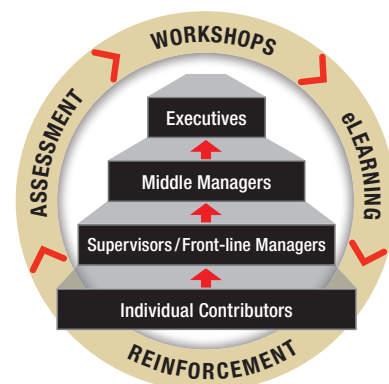 WORKSHOPS
ASSESSMENT
eLEARNING
Executives
Middle Managers
Supervisors/Front-line Managers
Individual Contributors
REINFORCEMENT